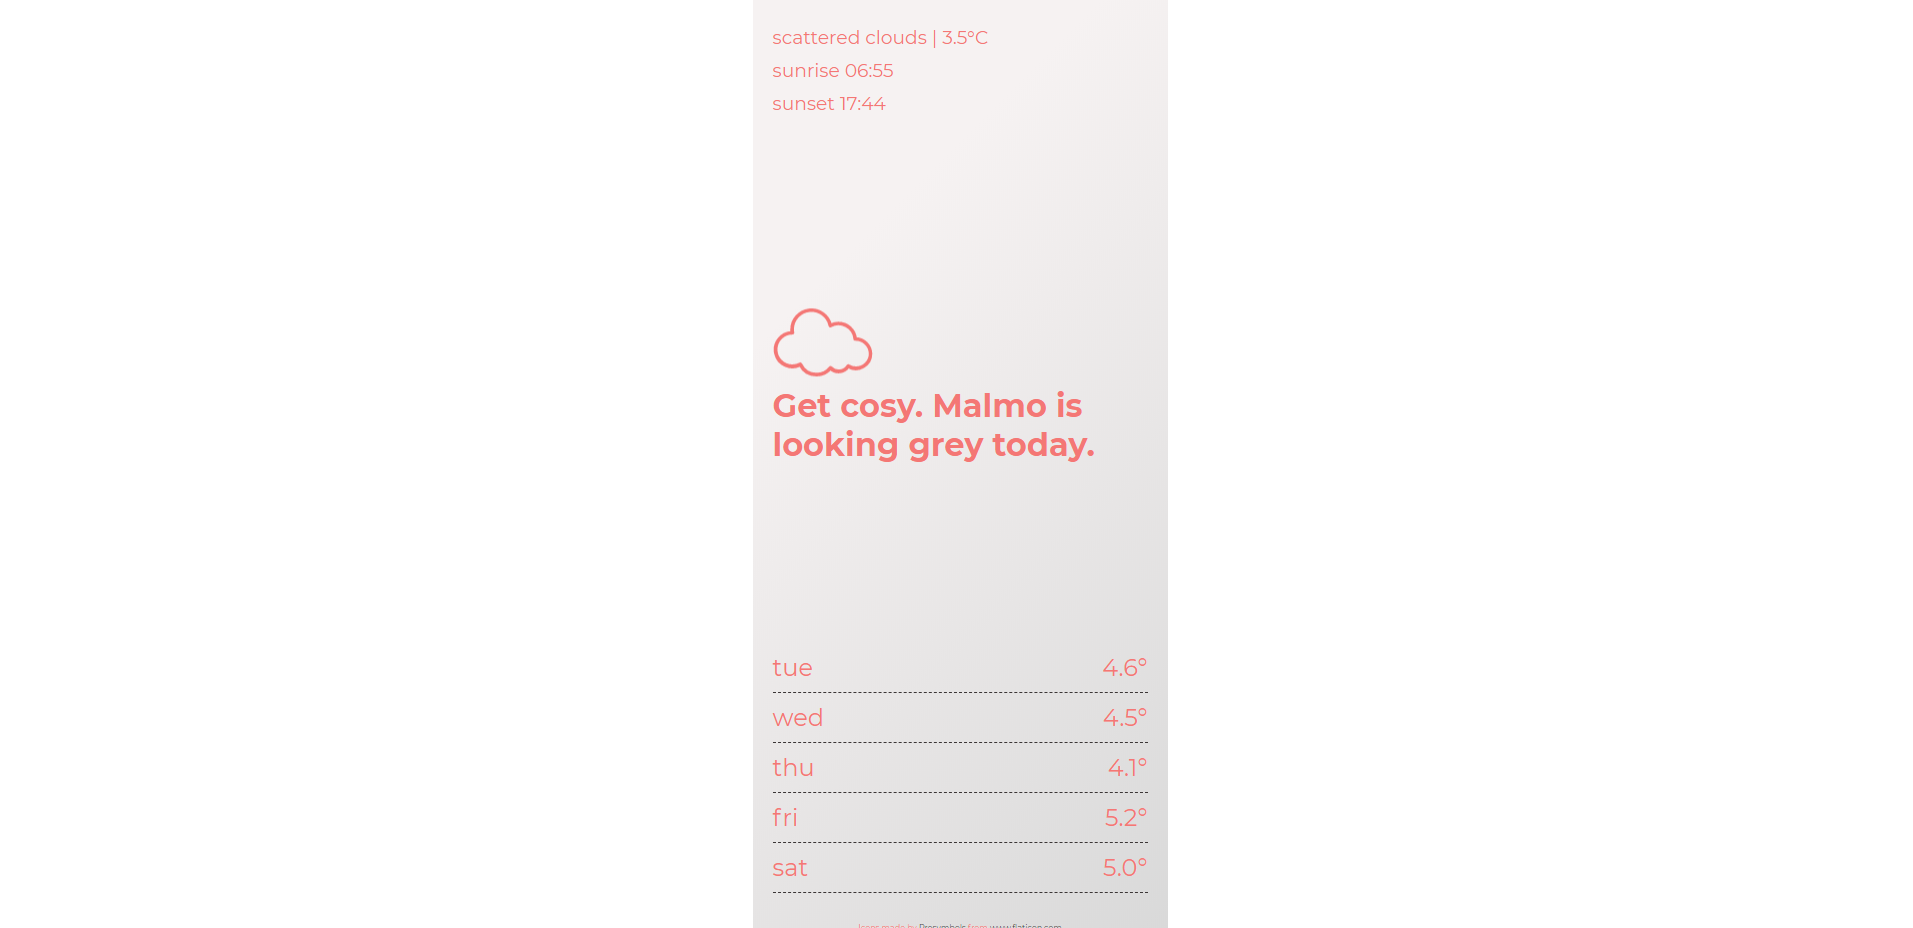 scattered clouds | 3.5°C
sunrise 06:55
sunset 17:44
Get cosy. Malmo is
looking grey today.
tue 4.6°
wed 4.5°
thu 4.1°
fri 5.2°
sat 5.0°
Icons made by Prosymbols from www.flaticon.com